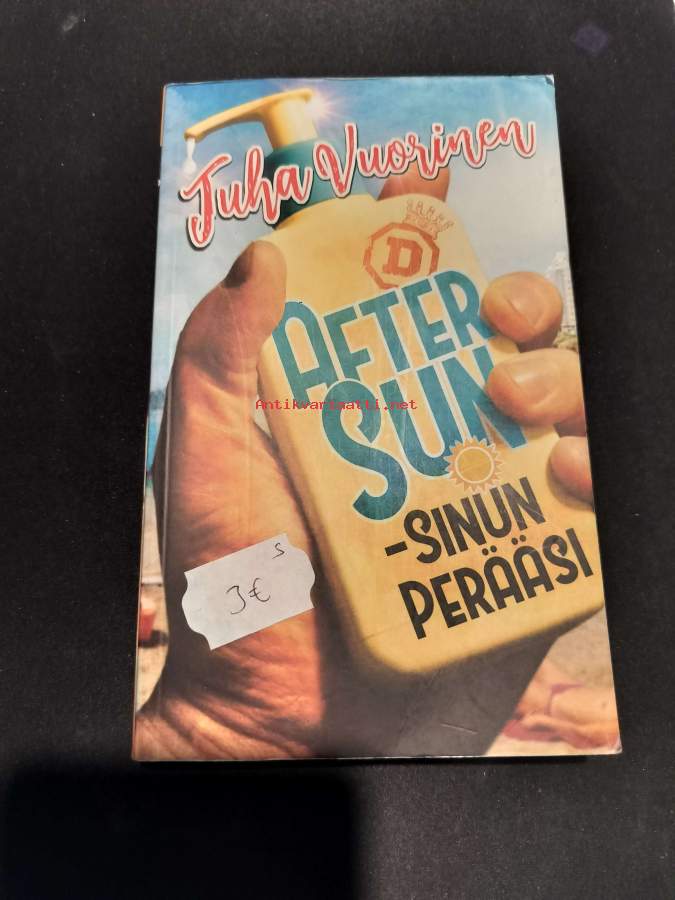 Juha Vuorinen
D
AFTER
SUN
-SINUN
PERÄÄSI
Antikvariaatti.net
S
3€